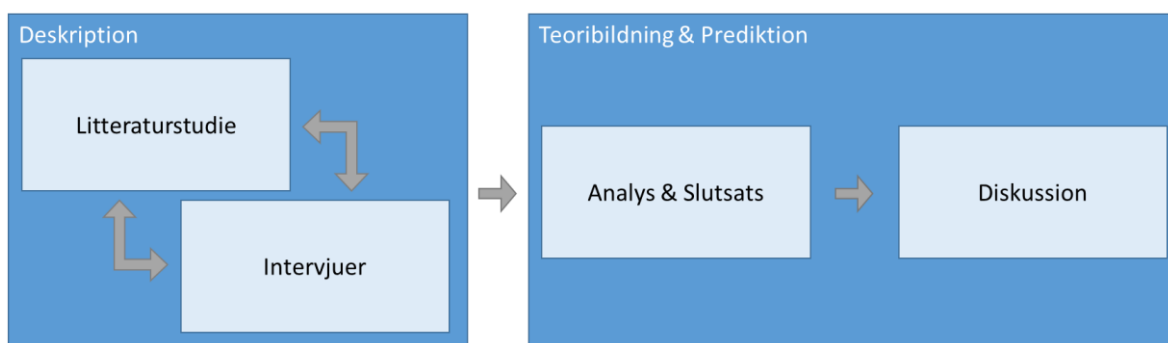 Deskription
Litteraturstudie
Intervjuer
Teoribildning & Prediktion
Analys & Slutsats
Diskussion